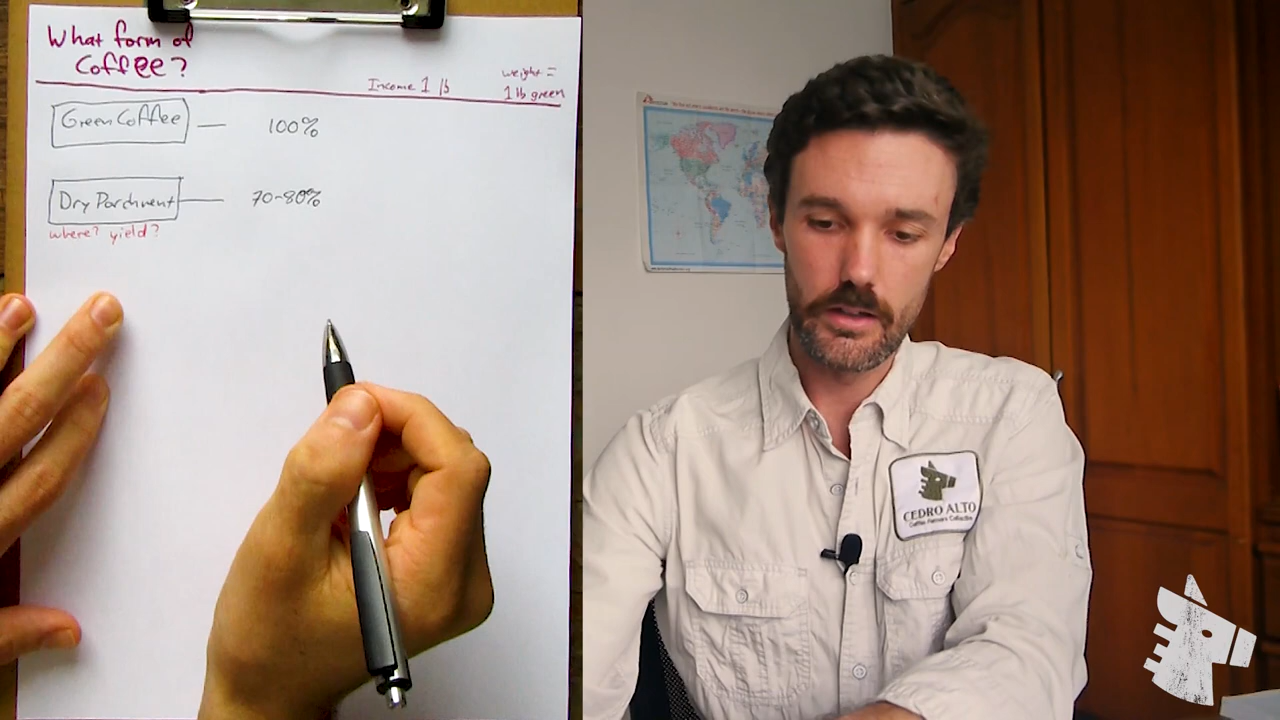 What form of
Coffee?
Income 1 lb
weight =
1 lb green
Green Coffee — 100%
Dry Parchment — 70-80%
where? yield?
CEDRO ALTO
Coffee Farmers Collective